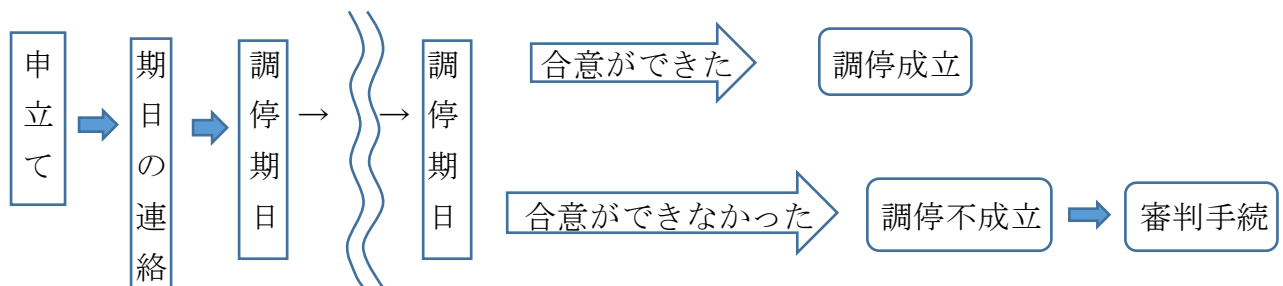 申立て
期日の連絡
調停期日
→
→
調停期日
合意ができた
調停成立
合意ができなかった
調停不成立
審判手続